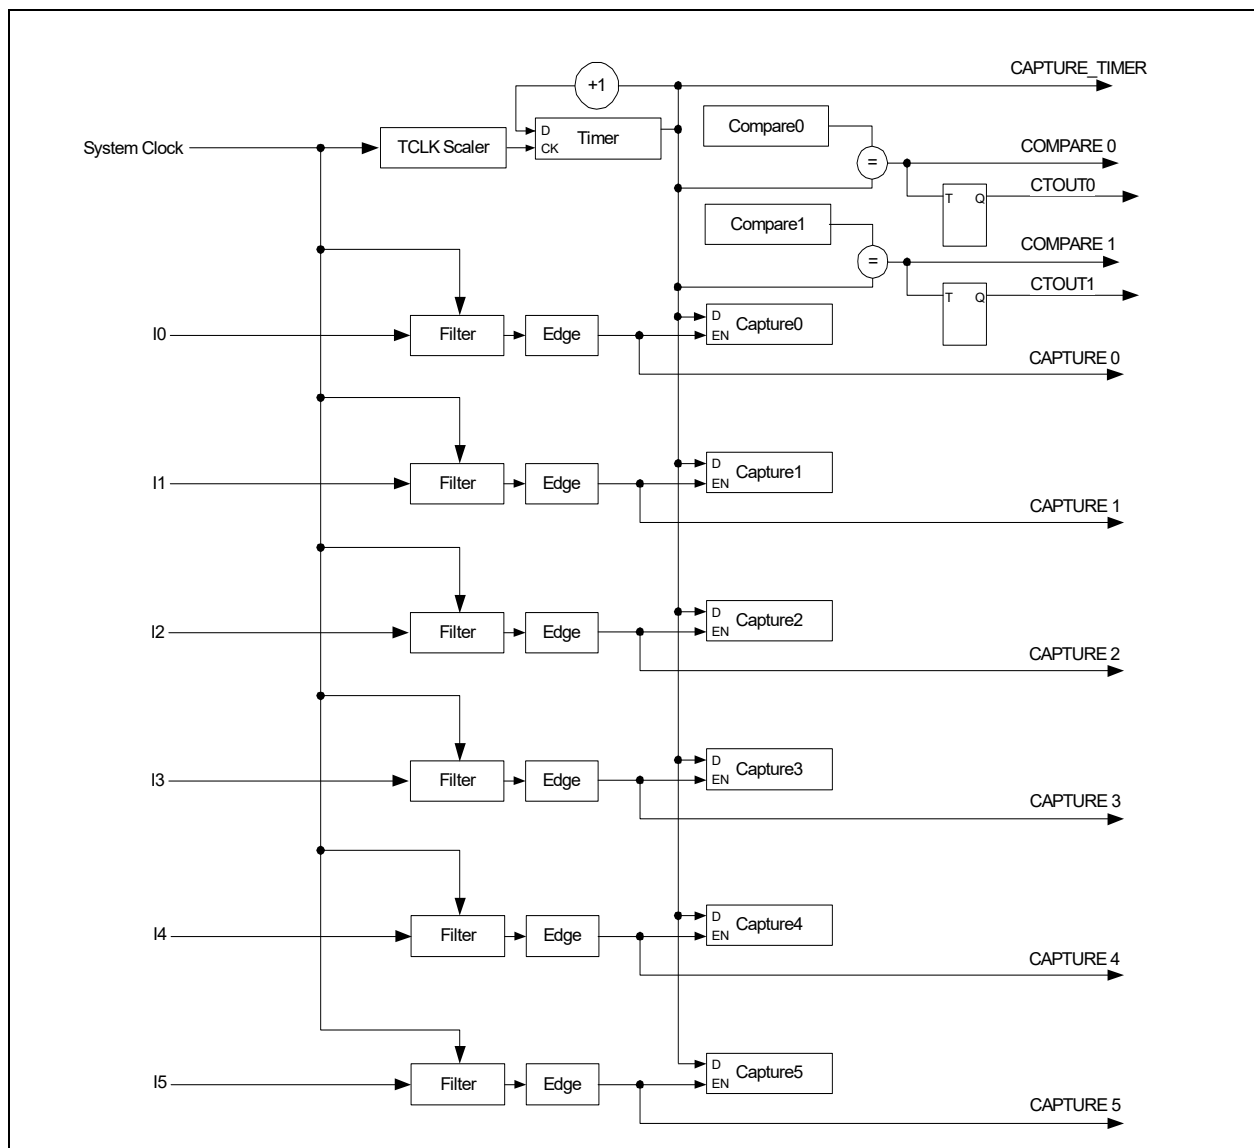 CAPTURE_TIMER
+1
Compare0
D
Timer
System Clock
TCLK Scaler
CK
COMPARE 0
=
CTOUT0
T Q
Compare1
COMPARE 1
=
CTOUT1
T Q
D
Capture0
I0
Filter
Edge
EN
CAPTURE 0
D
Capture1
I1
Filter
Edge
EN
CAPTURE 1
D
Capture2
I2
Filter
Edge
EN
CAPTURE 2
D
Capture3
I3
Filter
Edge
EN
CAPTURE 3
D
Capture4
I4
Filter
Edge
EN
CAPTURE 4
D
Capture5
I5
Filter
Edge
EN
CAPTURE 5